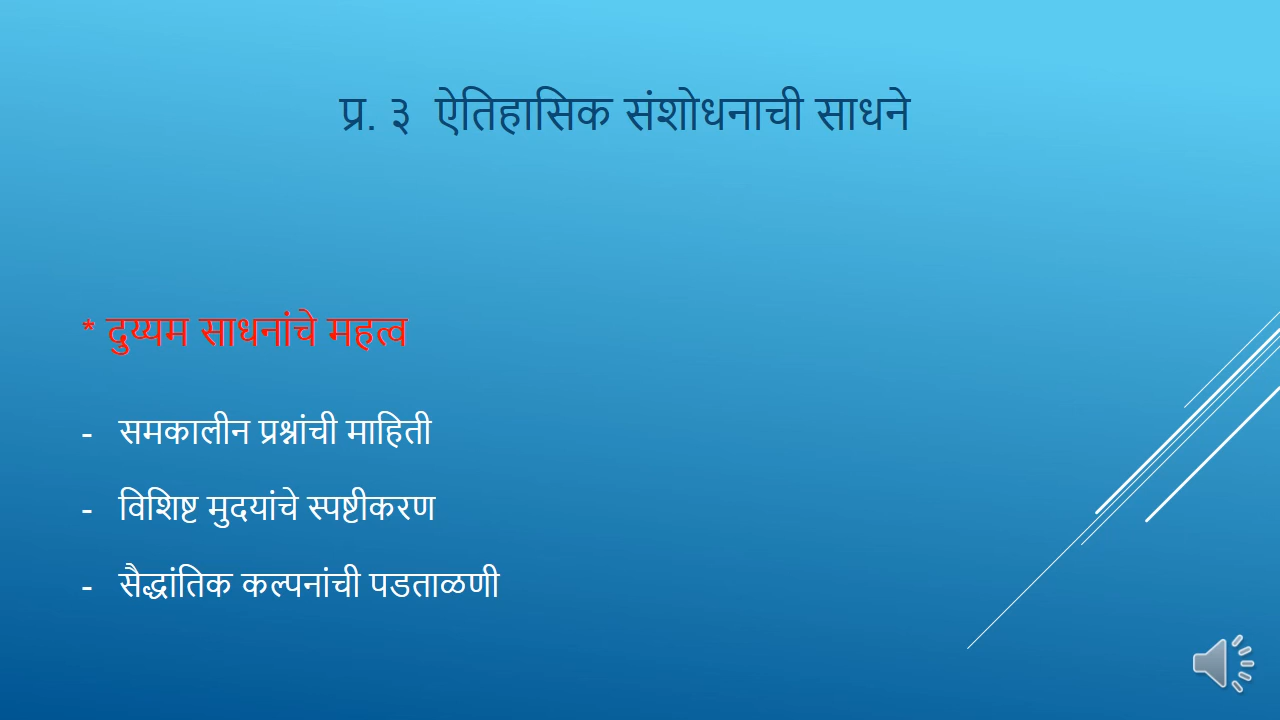 प्र. ३ ऐतिहासिक संशोधनाची साधने
* दुय्यम साधनांचे महत्व
- समकालीन प्रश्नांची माहिती
- विशिष्ट मुदयांचे स्पष्टीकरण
- सैद्धांतिक कल्पनांची पडताळणी